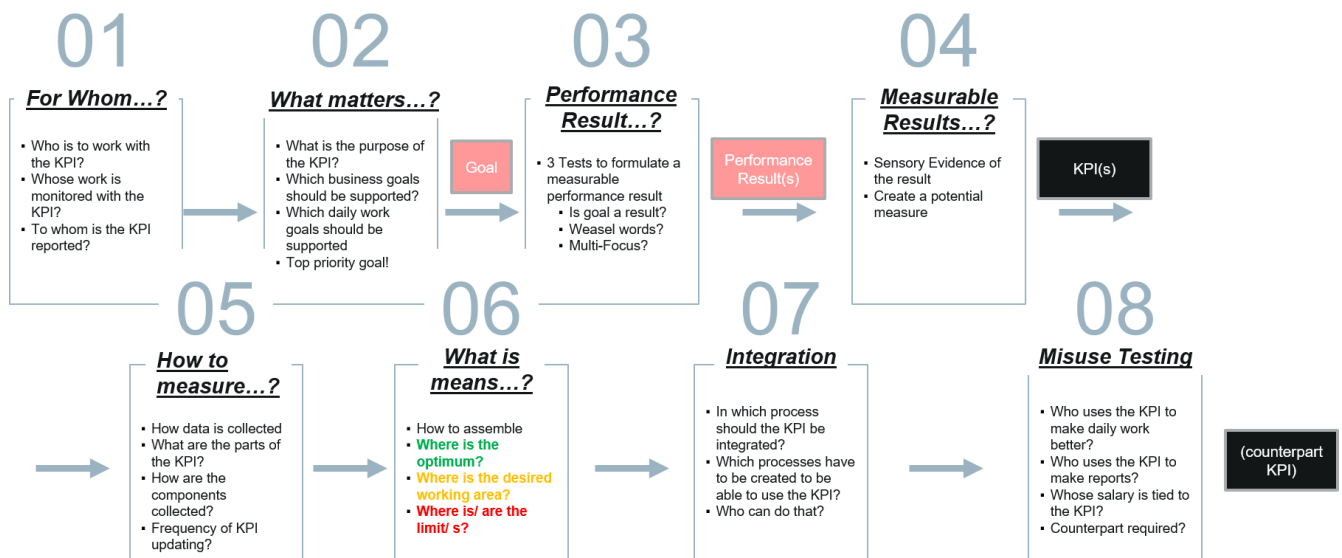 01
For Whom…?
▪ Who is to work with
the KPI?
▪ Whose work is
monitored with the
KPI?
▪ To whom is the KPI
reported?
02
What matters…?
▪ What is the purpose of
the KPI?
▪ Which business goals
should be supported?
▪ Which daily work
goals should be
supported
▪ Top priority goal!
Goal
03
Performance
Result…?
▪ 3 Tests to formulate a
measurable
performance result
▪ Is goal a result?
▪ Weasel words?
▪ Multi-Focus?
Performance
Result(s)
04
Measurable
Results…?
▪ Sensory Evidence of
the result
▪ Create a potential
measure
KPI(s)
05
How to
measure…?
▪ How data is collected
▪ What are the parts of
the KPI?
▪ How are the
components
collected?
▪ Frequency of KPI
updating?
06
What is
means…?
▪ How to assemble
▪ Where is the
optimum?
▪ Where is the desired
working area?
▪ Where is/ are the
limit/ s?
07
Integration
▪ In which process
should the KPI be
integrated?
▪ Which processes have
to be created to be
able to use the KPI?
▪ Who can do that?
08
Misuse Testing
▪ Who uses the KPI to
make daily work
better?
▪ Who uses the KPI to
make reports?
▪ Whose salary is tied to
the KPI?
▪ Counterpart required?
(counterpart
KPI)